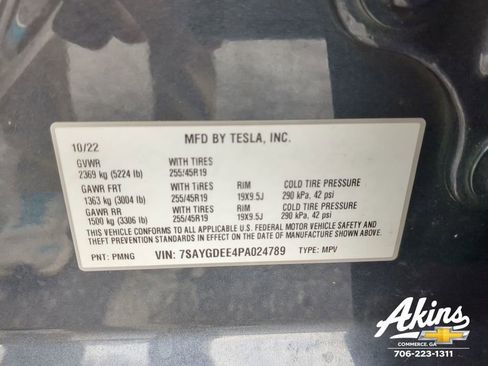 MFD BY TESLA, INC.
10/22
GVWR WITH TIRES
2369 kg (5224 lb) 255/45R19
GAWR FRT WITH TIRES RIM COLD TIRE PRESSURE
1363 kg (3004 lb) 255/45R19 19X9.5J 290 kPa, 42 psi
GAWR RR WITH TIRES RIM COLD TIRE PRESSURE
1500 kg (3306 lb) 255/45R19 19X9.5J 290 kPa, 42 psi
THIS VEHICLE CONFORMS TO ALL APPLICABLE U.S. FEDERAL MOTOR VEHICLE SAFETY AND
THEFT PREVENTION STANDARDS IN EFFECT ON THE DATE OF MANUFACTURE SHOWN ABOVE.
PNT: PMNG VIN: 7SAYGDEE4PA024789 TYPE: MPV
Akins
COMMERCE, GA
706-223-1311